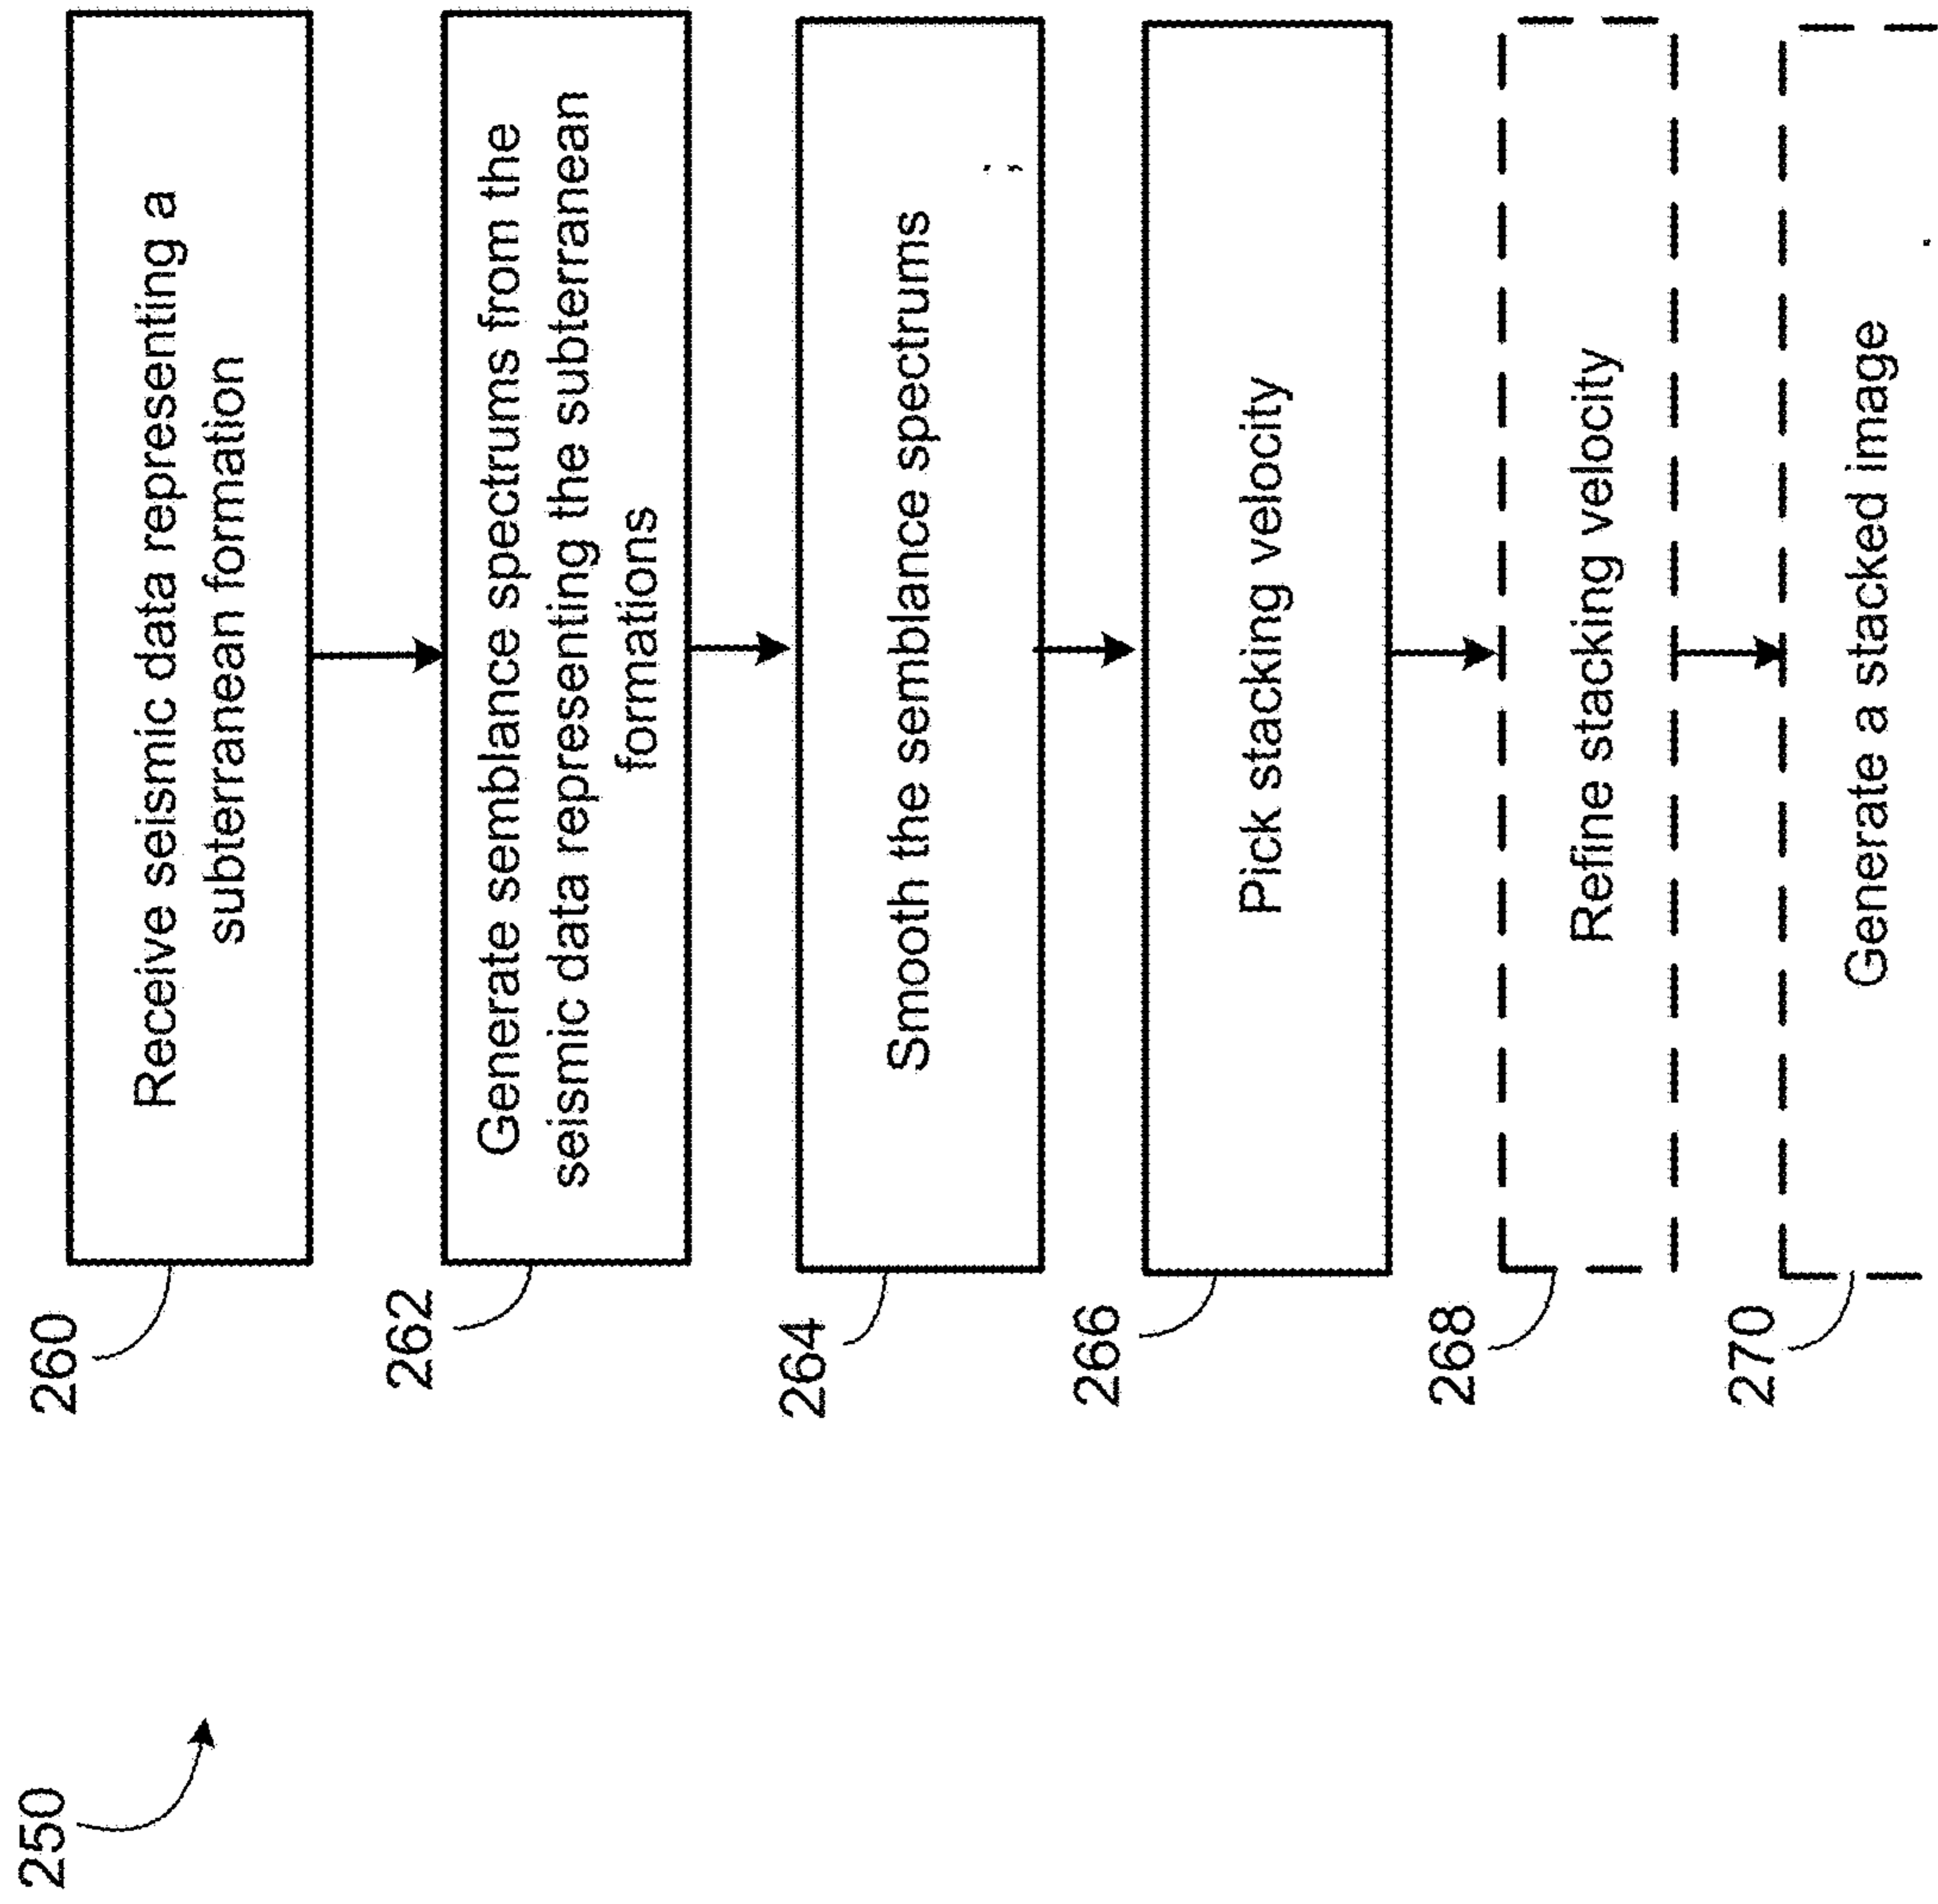 250
260
Receive seismic data representing a
subterranean formation
262
Generate semblance spectrums from the
seismic data representing the subterranean
formations
264
Smooth the semblance spectrums
266
Pick stacking velocity
268
Refine stacking velocity
270
Generate a stacked image